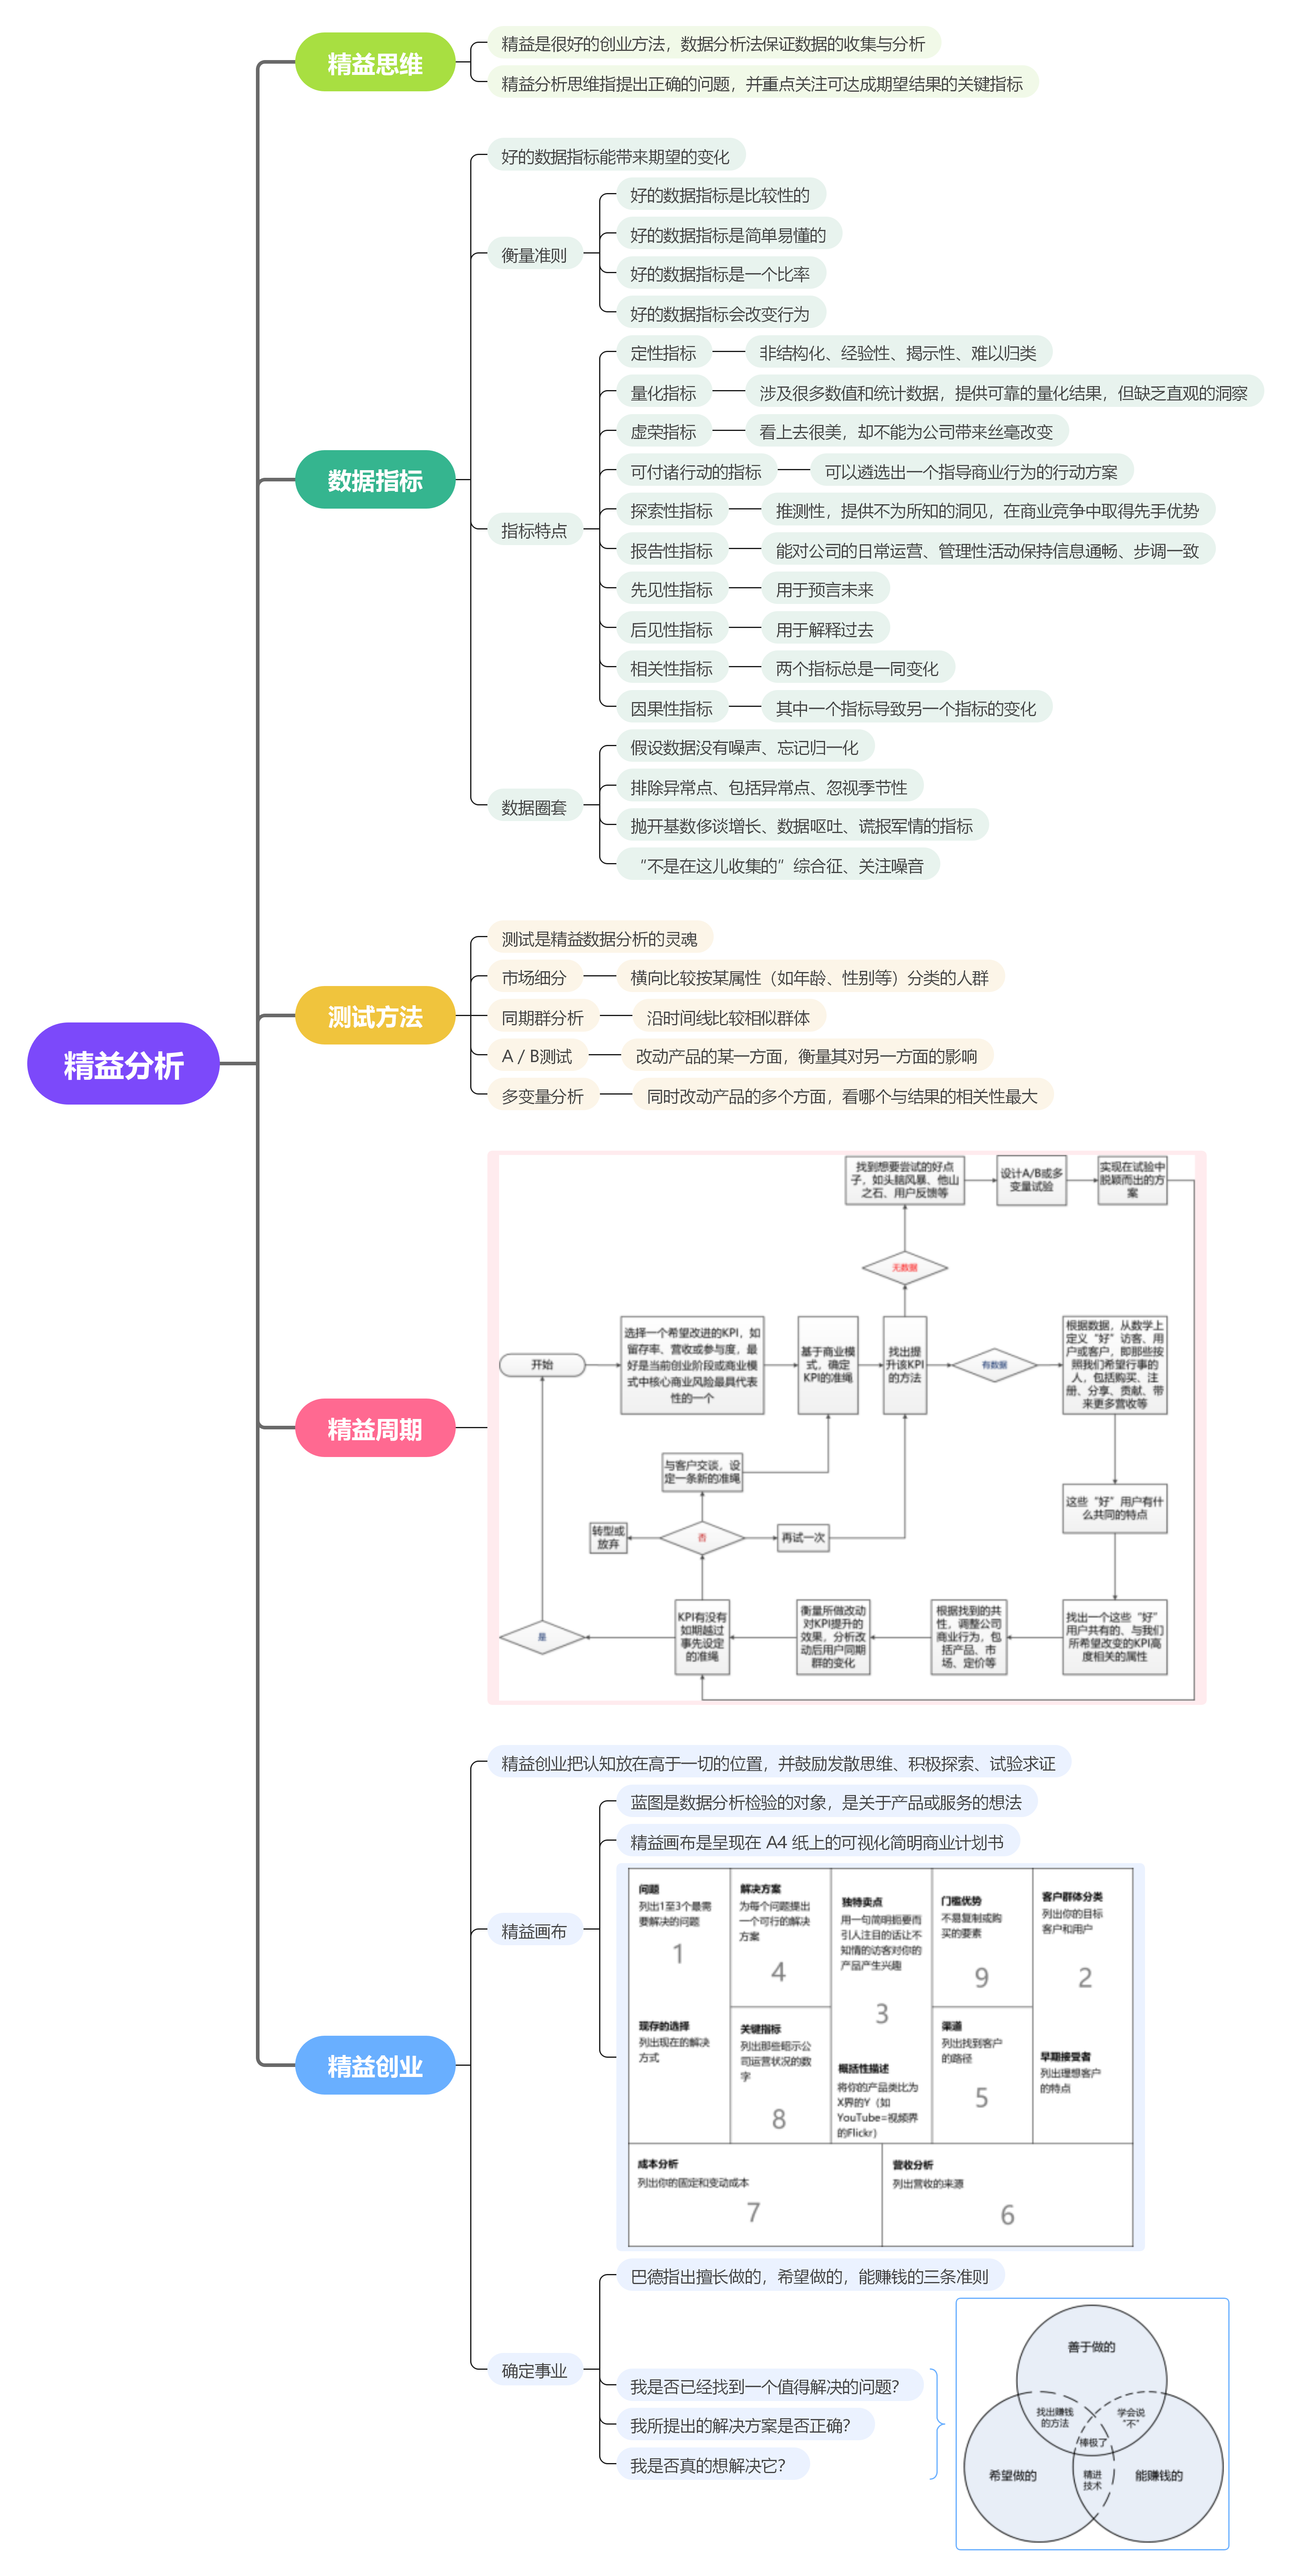 精益分析
精益思维
精益是很好的创业方法，数据分析法保证数据的收集与分析
精益分析思维指提出正确的问题，并重点关注可达成期望结果的关键指标
数据指标
好的数据指标能带来期望的变化
衡量准则
好的数据指标是比较性的
好的数据指标是简单易懂的
好的数据指标是一个比率
好的数据指标会改变行为
指标特点
定性指标
非结构化、经验性、揭示性、难以归类
量化指标
涉及很多数值和统计数据，提供可靠的量化结果，但缺乏直观的洞察
虚荣指标
看上去很美，却不能为公司带来丝毫改变
可付诸行动的指标
可以遴选出一个指导商业行为的行动方案
探索性指标
推测性，提供不为所知的洞见，在商业竞争中取得先手优势
报告性指标
能对公司的日常运营、管理性活动保持信息通畅、步调一致
先见性指标
用于预言未来
后见性指标
用于解释过去
相关性指标
两个指标总是一同变化
因果性指标
其中一个指标导致另一个指标的变化
数据圈套
假设数据没有噪声、忘记归一化
排除异常点、包括异常点、忽视季节性
抛开基数侈谈增长、数据呕吐、谎报军情的指标
“不是在这儿收集的”综合征、关注噪音
测试方法
测试是精益数据分析的灵魂
市场细分
横向比较按某属性（如年龄、性别等）分类的人群
同期群分析
沿时间线比较相似群体
A / B测试
改动产品的某一方面，衡量其对另一方面的影响
多变量分析
同时改动产品的多个方面，看哪个与结果的相关性最大
精益周期
找到想要尝试的好点
子，如头脑风暴、他山
之石、用户反馈等
设计A/B或多
变量试验
实现在试验中
脱颖而出的方
案
无数据
开始
选择一个希望改进的KPI，如
留存率、营收或参与度，最
好是当前创业阶段或商业模
式中核心商业风险最具代表
性的一个
基于商业模
式，确定
KPI的准绳
找出提
升该KPI
的方法
有数据
根据数据，从数学上
定义“好”访客、用
户或客户，即那些按
照我们希望行事的
人，包括购买、注
册、分享、贡献、带
来更多营收等
与客户交谈，设
定一条新的准绳
这些“好”用户有什
么共同的特点
转型或
放弃
否
再试一次
是
KPI有没有
如期越过
事先设定
的准绳
衡量所做改动
对KPI提升的
效果，分析改
动后用户同期
群的变化
根据找到的共
性，调整公司
商业行为，包
括产品、市
场、定价等
找出一个这些“好”
用户共有的、与我们
所希望改变的KPI高
度相关的属性
精益创业
精益创业把认知放在高于一切的位置，并鼓励发散思维、积极探索、试验求证
精益画布
蓝图是数据分析检验的对象，是关于产品或服务的想法
精益画布是呈现在 A4 纸上的可视化简明商业计划书
问题
列出1至3个最需
要解决的问题
1
现存的选择
列出现在的解决
方式
解决方案
为每个问题提出
一个可行的解决
方案
4
关键指标
列出那些昭示公
司运营状况的数
字
8
独特卖点
用一句简明扼要而
引人注目的话让不
知情的访客对你的
产品产生兴趣
3
概括性描述
将你的产品类比为
X界的Y（如
YouTube=视频界
的Flickr）
门槛优势
不易复制或购
买的要素
9
渠道
列出找到客户
的路径
5
客户群体分类
列出你的目标
客户和用户
2
早期接受者
列出理想客户
的特点
成本分析
列出你的固定和变动成本
7
营收分析
列出营收的来源
6
确定事业
巴德指出擅长做的，希望做的，能赚钱的三条准则
我是否已经找到一个值得解决的问题？
我所提出的解决方案是否正确？
我是否真的想解决它？
善于做的
找出赚钱
的方法
学会说
“不”
棒极了
希望做的
精进
技术
能赚钱的